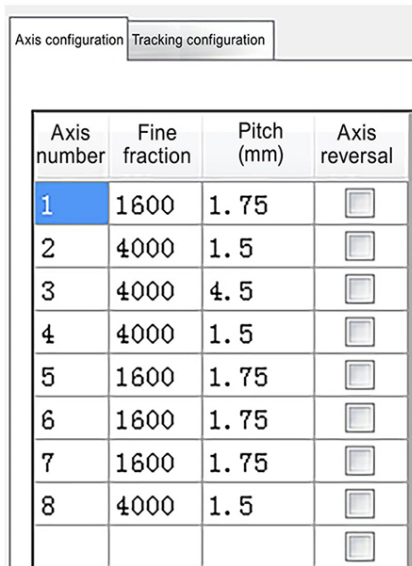 Axis configuration Tracking configuration
Axis number Fine fraction Pitch (mm) Axis reversal
1 1600 1.75
2 4000 1.5
3 4000 4.5
4 4000 1.5
5 1600 1.75
6 1600 1.75
7 1600 1.75
8 4000 1.5